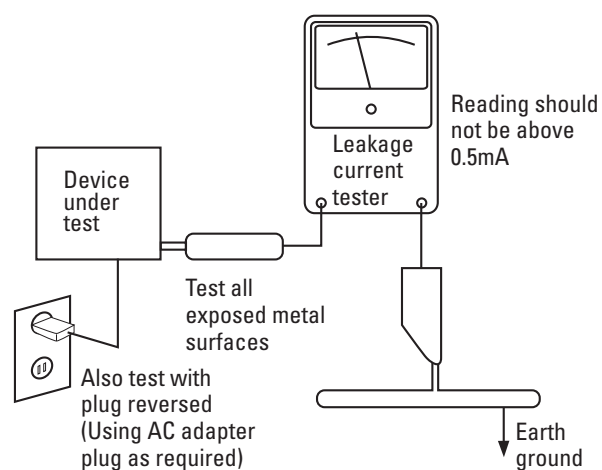 Leakage
current
tester
Reading should
not be above
0.5mA
Device
under
test
Test all
exposed metal
surfaces
Also test with
plug reversed
(Using AC adapter
plug as required)
Earth
ground